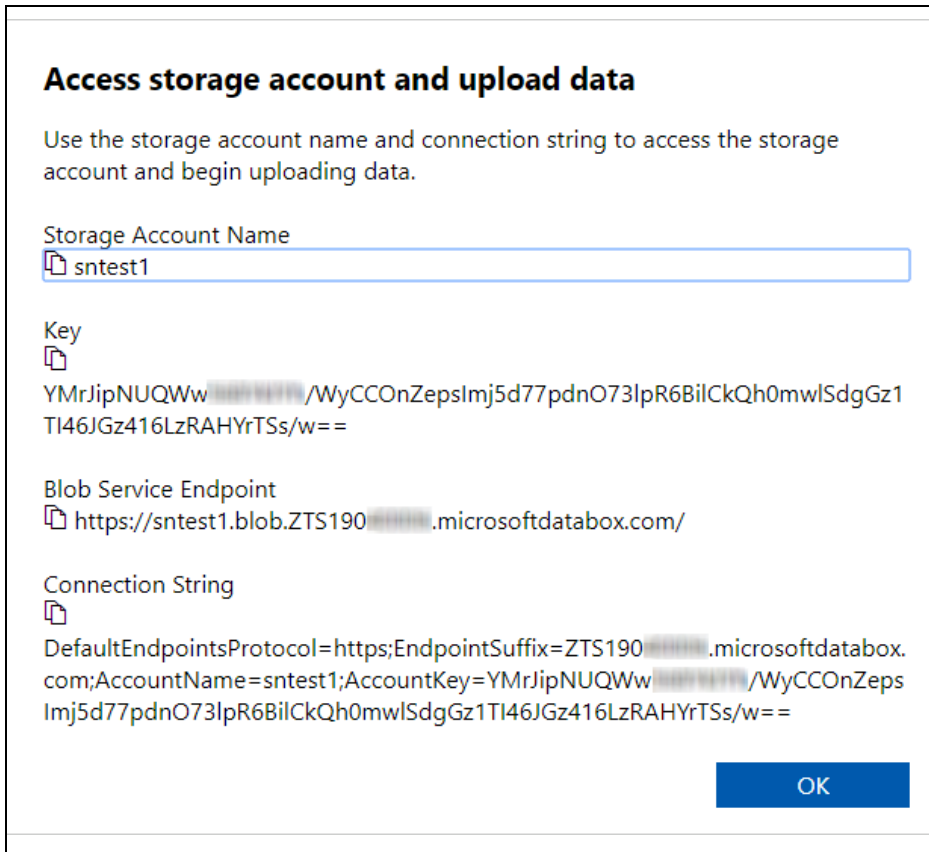 Access storage account and upload data
Use the storage account name and connection string to access the storage
account and begin uploading data.
Storage Account Name
sntest1
Key
YMrJipNUQWw /WyCCOnZepsImj5d77pdnO73lpR6BilCkQh0mwlSdgGz1
TI46JGz416LzRAHYrTSs/w==
Blob Service Endpoint
https://sntest1.blob.ZTS190 .microsoftdatabox.com/
Connection String
DefaultEndpointsProtocol=https;EndpointSuffix=ZTS190 .microsoftdatabox.
com;AccountName=sntest1;AccountKey=YMrJipNUQWw /WyCCOnZeps
Imj5d77pdnO73lpR6BilCkQh0mwlSdgGz1TI46JGz416LzRAHYrTSs/w==
OK